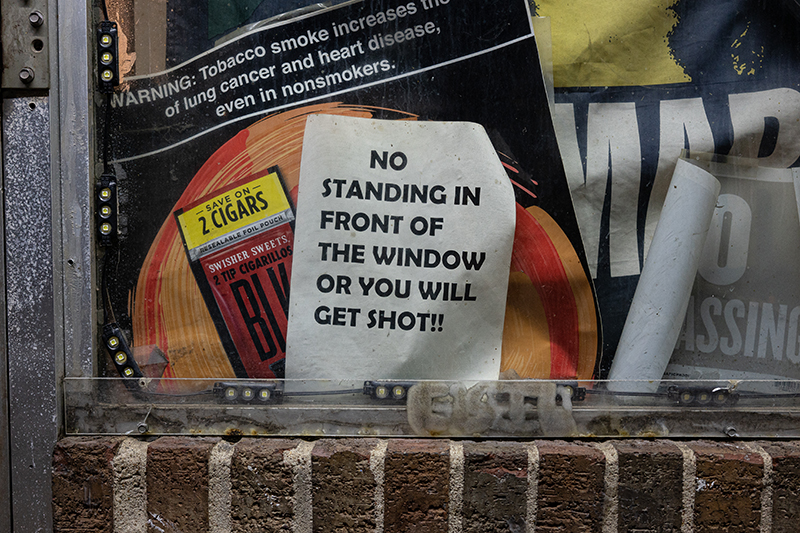 WARNING: Tobacco smoke increases the
of lung cancer and heart disease,
even in nonsmokers.
SAVE ON
2 CIGARS
RESEALABLE FOIL POUCH
SWISHER SWEETS
2 TIP CIGARILLOS
BL
NO
STANDING IN
FRONT OF
THE WINDOW
OR YOU WILL
GET SHOT!!
ASSING